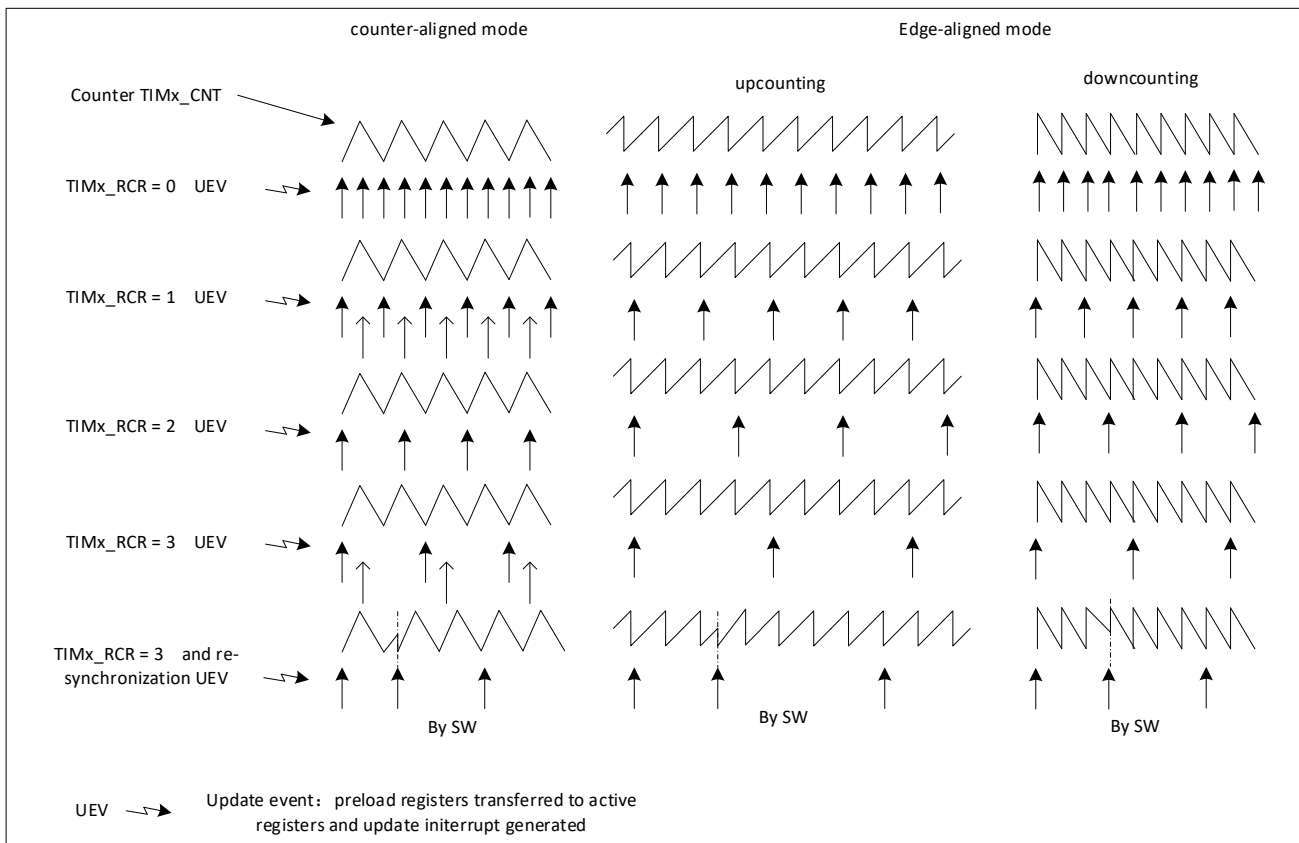 counter-aligned mode
Edge-aligned mode
upcounting
downcounting
Counter TIMx_CNT
TIMx_RCR = 0 UEV
TIMx_RCR = 1 UEV
TIMx_RCR = 2 UEV
TIMx_RCR = 3 UEV
TIMx_RCR = 3 and re-
synchronization UEV
By SW
By SW
By SW
UEV
Update event：preload registers transferred to active
registers and update initerrupt generated